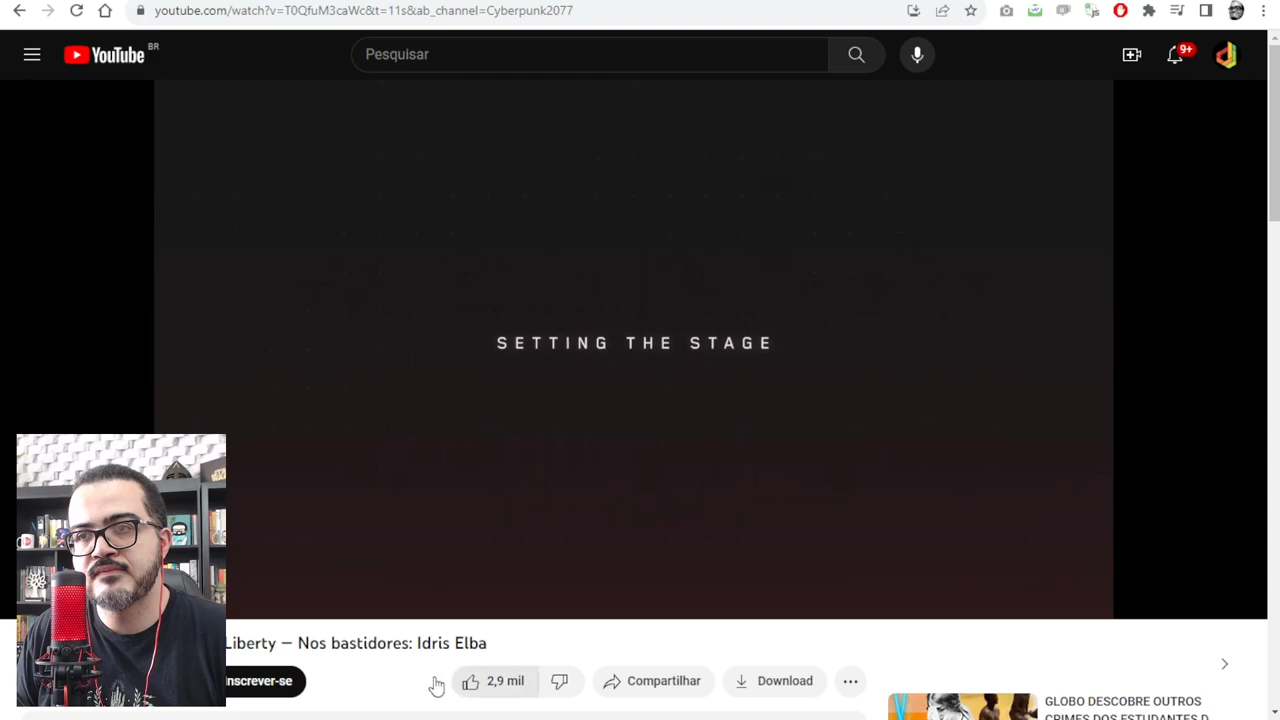 youtube.com/watch?v=T0QfuM3caWc&t=11s&ab_channel=Cyberpunk2077
YouTube BR
Pesquisar
9+
SETTING THE STAGE
Liberty — Nos bastidores: Idris Elba
Inscrever-se
2,9 mil
Compartilhar
Download
GLOBO DESCOBRE OUTROS
CRIMES DOS ESTUDANTES D